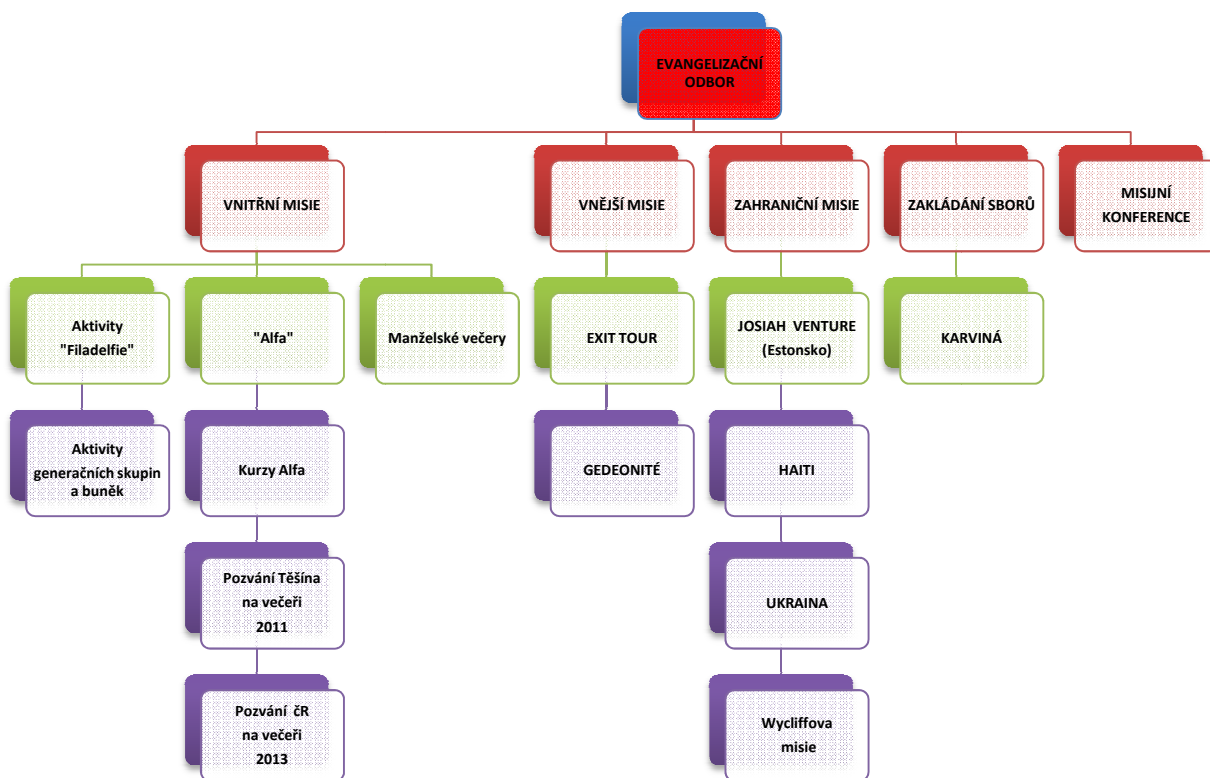 EVANGELIZAČNÍ
ODBOR
VNITŘNÍ MISIE
VNĚJŠÍ MISIE
ZAHRANIČNÍ MISIE
ZAKLÁDÁNÍ SBORŮ
MISIJNÍ
KONFERENCE
Aktivity
"Filadelfie"
"Alfa"
Manželské večery
EXIT TOUR
JOSIAH VENTURE
(Estonsko)
KARVINÁ
Aktivity
generačních skupin
a buněk
Kurzy Alfa
GEDEONITÉ
HAITI
Pozvání Těšína
na večeři
2011
UKRAINA
Pozvání čR
na večeři
2013
Wycliffova
misie